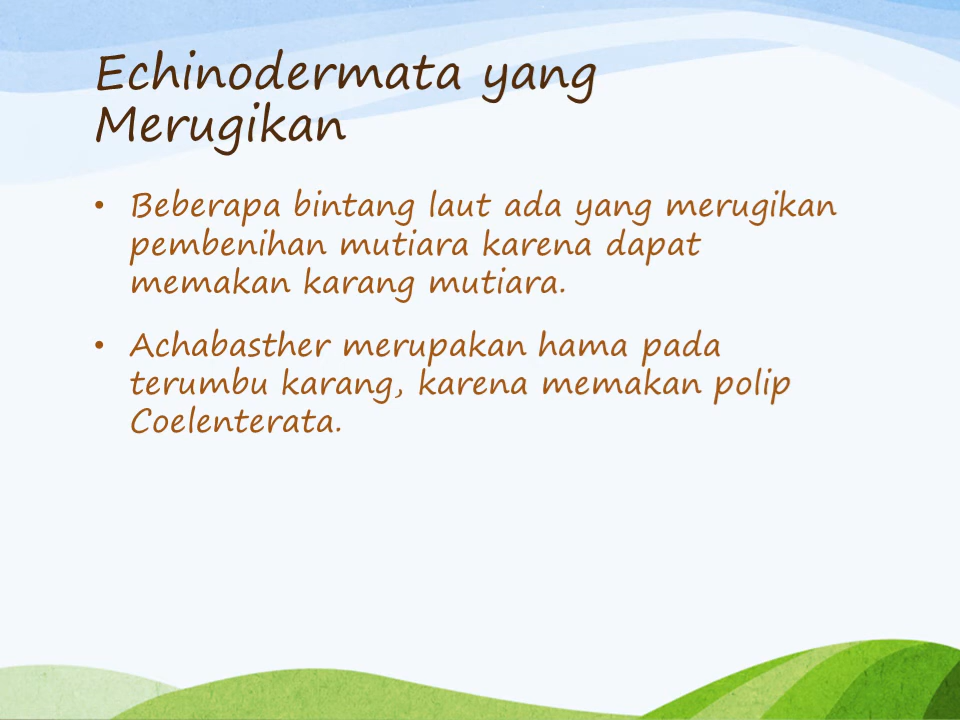 Echinodermata yang
Merugikan
• Beberapa bintang laut ada yang merugikan
pembenihan mutiara karena dapat
memakan karang mutiara.
• Achabasther merupakan hama pada
terumbu karang, karena memakan polip
Coelenterata.